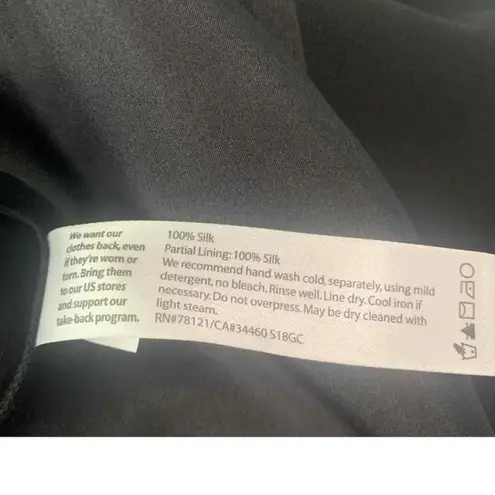 We want our
clothes back, even
if they're worn or
torn. Bring them
to our US stores
and support our
take-back program.
100% Silk
Partial Lining: 100% Silk
We recommend hand wash cold, separately, using mild
detergent, no bleach. Rinse well. Line dry. Cool iron if
necessary. Do not overpress. May be dry cleaned with
light steam.
RN#78121/CA#34460 S18GC